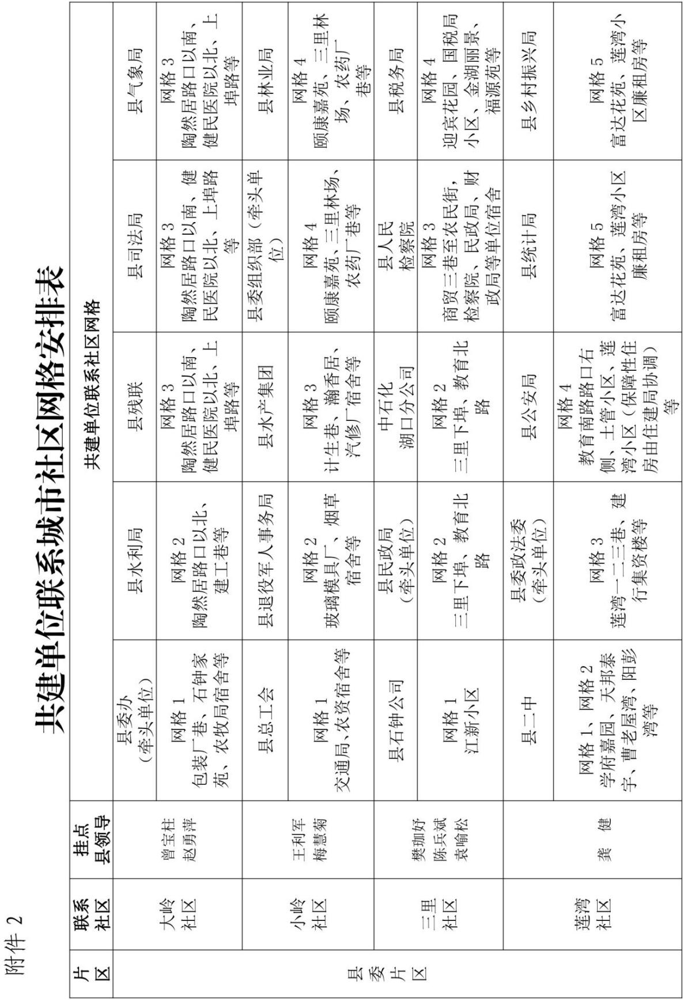 附件 2
共建单位联系城市社区网格安排表
片
区
联系
社区
挂点
县领导
共建单位联系社区网格
县
委
片
区
大岭
社区
曾宝柱
赵勇萍
县委办
（牵头单位）
县水利局
县残联
县司法局
县气象局
网格 1
包装厂巷、石钟家
苑、农牧局宿舍等
网格 2
陶然居路口以北、
建工巷等
网格 3
陶然居路口以南、
健民医院以北、上
埠路等
网格 3
陶然居路口以南、健
民医院以北、上埠路
等
网格 3
陶然居路口以南、
健民医院以北、上
埠路等
小岭
社区
王利军
梅慧菊
县总工会
县退役军人事务局
县水产集团
县委组织部（牵头单
位）
县林业局
网格 1
交通局、农资宿舍等
网格 2
玻璃模具厂、烟草
宿舍等
网格 3
计生巷、瀚香居、
汽修厂宿舍等
网格 4
颐康嘉苑、三里林场、
农药厂巷等
网格 4
颐康嘉苑、三里林
场、农药厂
巷等
三里
社区
樊珈妤
陈兵斌
袁喻松
县石钟公司
县民政局
（牵头单位）
中石化
湖口分公司
县人民
检察院
县税务局
网格 1
江新小区
网格 2
三里下埠、教育北
路
网格 2
三里下埠、教育北
路
网格 3
商贸三巷至农民街，
检察院、民政局、财
政局等单位宿舍
网格 4
迎宾花园、国税局
小区、金湖丽景、
福源苑等
莲湾
社区
龚 健
县二中
县委政法委
（牵头单位）
县公安局
县统计局
县乡村振兴局
网格 1、网格 2
学府嘉园、天邦泰
宇、曹老屋湾、阳彭
湾等
网格 3
莲湾一二三巷、建
行集资楼等
网格 4
教育南路路口右
侧、土管小区、莲
湾小区（保障性住
房由住建局协调）
等
网格 5
富达花苑、莲湾小区
廉租房等
网格 5
富达花苑、莲湾小
区廉租房等